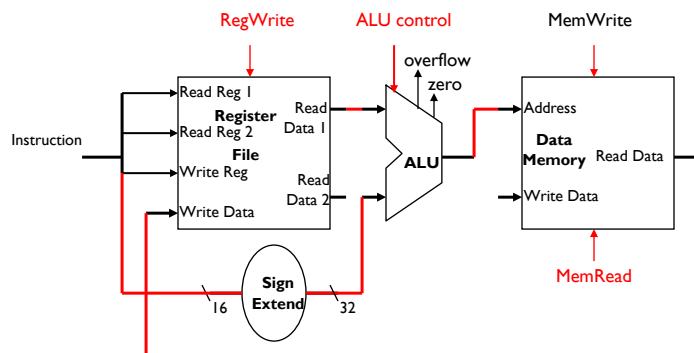 RegWrite
ALU control
MemWrite
overflow
zero
Read Reg 1
Read
Data 1
Register
File
Read Reg 2
Instruction
Write Reg
Read
Data 2
Write Data
ALU
Address
Data
Memory
Read Data
Write Data
Sign
Extend
16
32
MemRead